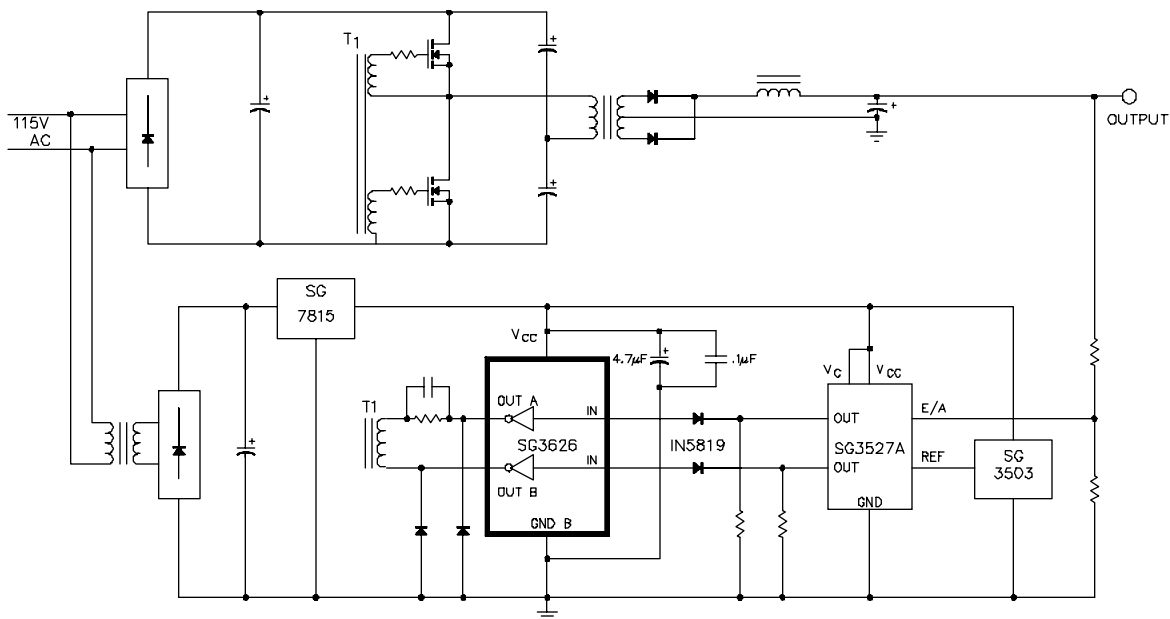 T1
115V
AC
OUTPUT
SG
7815
VCC
4.7µF
.1µF
VC
VCC
T1
OUT A
IN
SG3626
IN5819
OUT
E/A
SG3527A
IN
OUT
REF
SG
3503
OUT B
GND B
GND